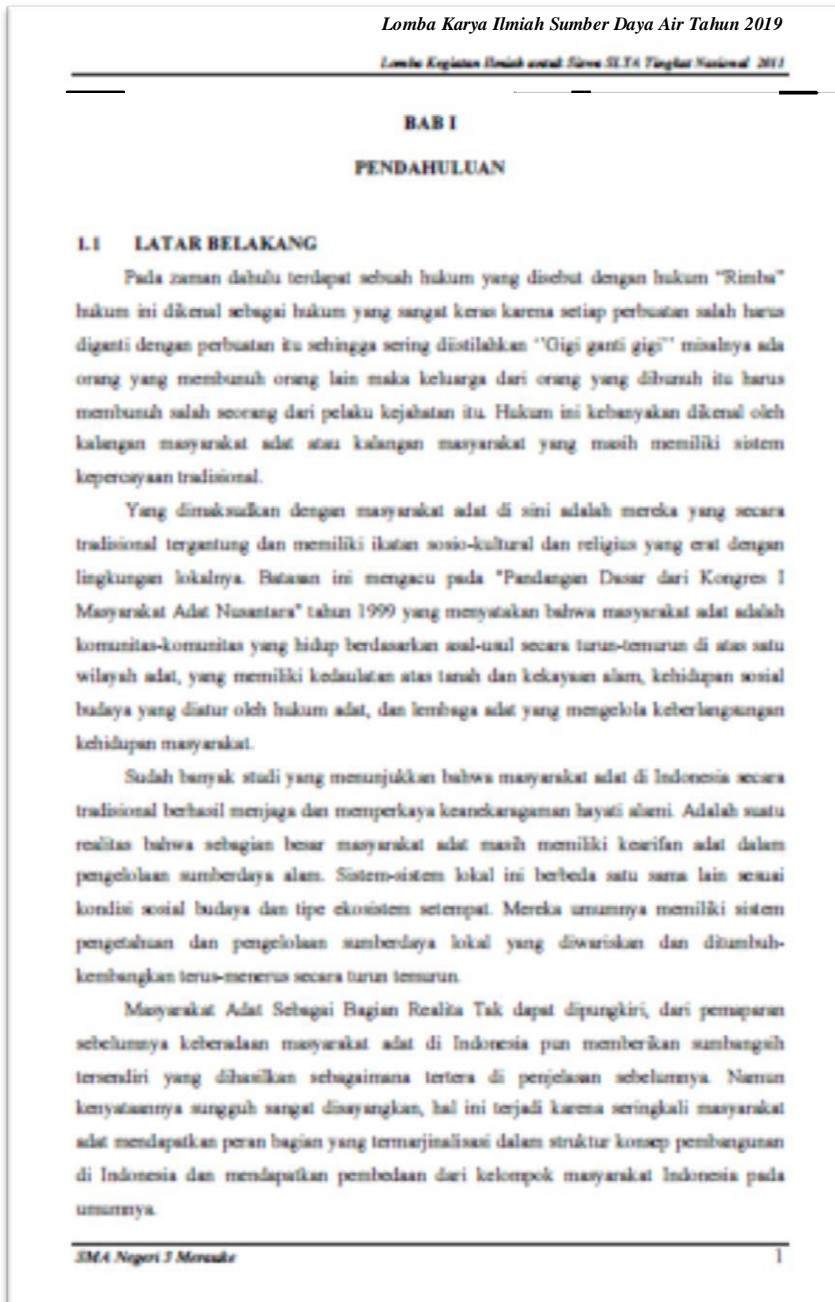 Lomba Karya Ilmiah Sumber Daya Air Tahun 2019
Lomba Kegiatan Ilmiah untuk Siswa SLTA Tingkat Nasional 2011
BAB I
PENDAHULUAN
1.1 LATAR BELAKANG
Pada zaman dahulu terdapat sebuah hukum yang disebut dengan hukum “Rimba”
hukum ini dikenal sebagai hukum yang sangat keras karena setiap perbuatan salah harus
diganti dengan perbuatan itu sehingga sering diistilahkan ‘‘Gigi ganti gigi’’ misalnya ada
orang yang membunuh orang lain maka keluarga dari orang yang dibunuh itu harus
membunuh salah seorang dari pelaku kejahatan itu. Hukum ini kebanyakan dikenal oleh
kalangan masyarakat adat atau kalangan masyarakat yang masih memiliki sistem
kepercayaan tradisional.
Yang dimaksudkan dengan masyarakat adat di sini adalah mereka yang secara
tradisional tergantung dan memiliki ikatan sosio-kultural dan religius yang erat dengan
lingkungan lokalnya. Batasan ini mengacu pada "Pandangan Dasar dari Kongres I
Masyarakat Adat Nusantara" tahun 1999 yang menyatakan bahwa masyarakat adat adalah
komunitas-komunitas yang hidup berdasarkan asal-usul secara turun-temurun di atas satu
wilayah adat, yang memiliki kedaulatan atas tanah dan kekayaan alam, kehidupan sosial
budaya yang diatur oleh hukum adat, dan lembaga adat yang mengelola keberlangsungan
kehidupan masyarakat.
Sudah banyak studi yang menunjukkan bahwa masyarakat adat di Indonesia secara
tradisional berhasil menjaga dan memperkaya keanekaragaman hayati alami. Adalah suatu
realitas bahwa sebagian besar masyarakat adat masih memiliki kearifan adat dalam
pengelolaan sumberdaya alam. Sistem-sistem lokal ini berbeda satu sama lain sesuai
kondisi sosial budaya dan tipe ekosistem setempat. Mereka umumnya memiliki sistem
pengetahuan dan pengelolaan sumberdaya lokal yang diwariskan dan ditumbuh-
kembangkan terus-menerus secara turun temurun.
Masyarakat Adat Sebagai Bagian Realita Tak dapat dipungkiri, dari pemaparan
sebelumnya keberadaan masyarakat adat di Indonesia pun memberikan sumbangsih
tersendiri yang dihasilkan sebagaimana tertera di penjelasan sebelumnya. Namun
kenyataannya sungguh sangat disayangkan, hal ini terjadi karena seringkali masyarakat
adat mendapatkan peran bagian yang termarjinalisasi dalam struktur konsep pembangunan
di Indonesia dan mendapatkan pembedaan dari kelompok masyarakat Indonesia pada
umumnya.
SMA Negeri 3 Merauke 1